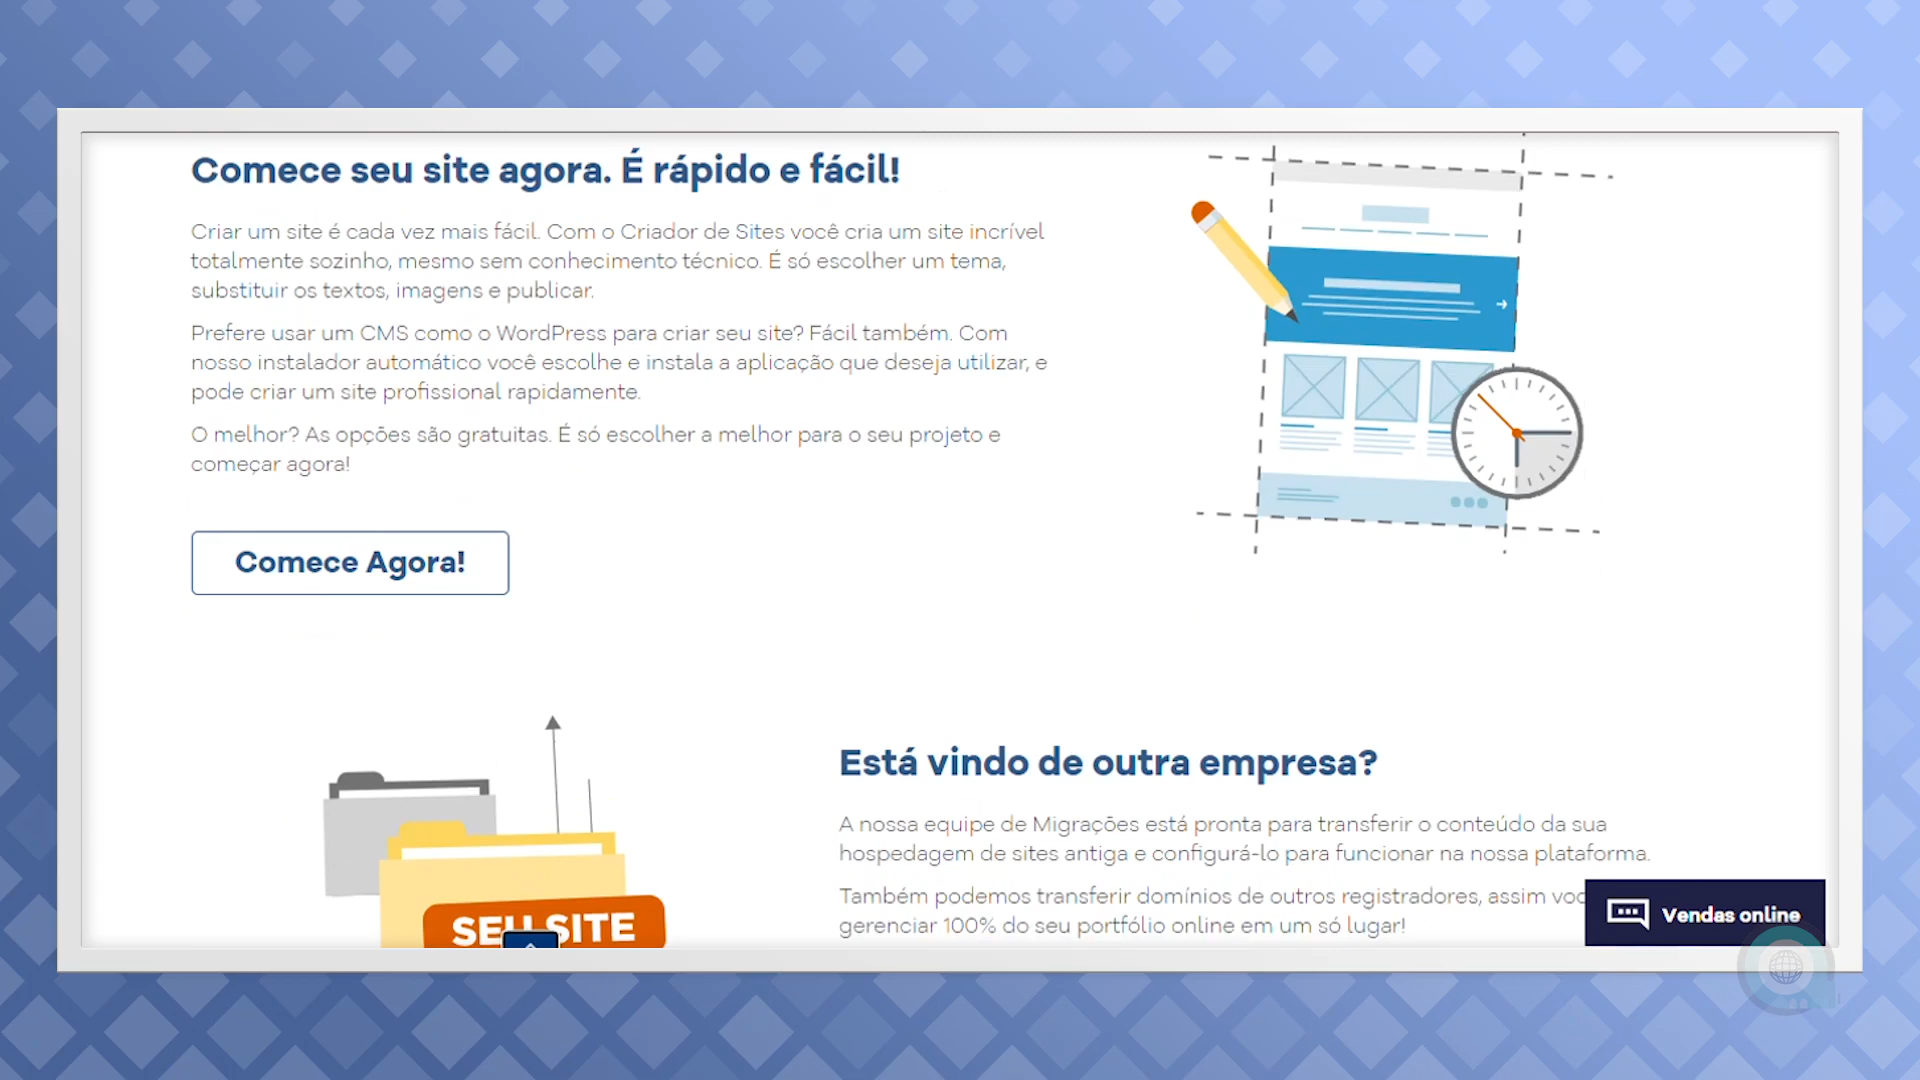 Comece seu site agora. É rápido e fácil!
Criar um site é cada vez mais fácil. Com o Criador de Sites você cria um site incrível
totalmente sozinho, mesmo sem conhecimento técnico. É só escolher um tema,
substituir os textos, imagens e publicar.
Prefere usar um CMS como o WordPress para criar seu site? Fácil também. Com
nosso instalador automático você escolhe e instala a aplicação que deseja utilizar, e
pode criar um site profissional rapidamente.
O melhor? As opções são gratuitas. É só escolher a melhor para o seu projeto e
começar agora!
Comece Agora!
SEU SITE
Está vindo de outra empresa?
A nossa equipe de Migrações está pronta para transferir o conteúdo da sua
hospedagem de sites antiga e configurá-lo para funcionar na nossa plataforma.
Também podemos transferir domínios de outros registradores, assim
gerenciar 100% do seu portfólio online em um só lugar!
Vendas online